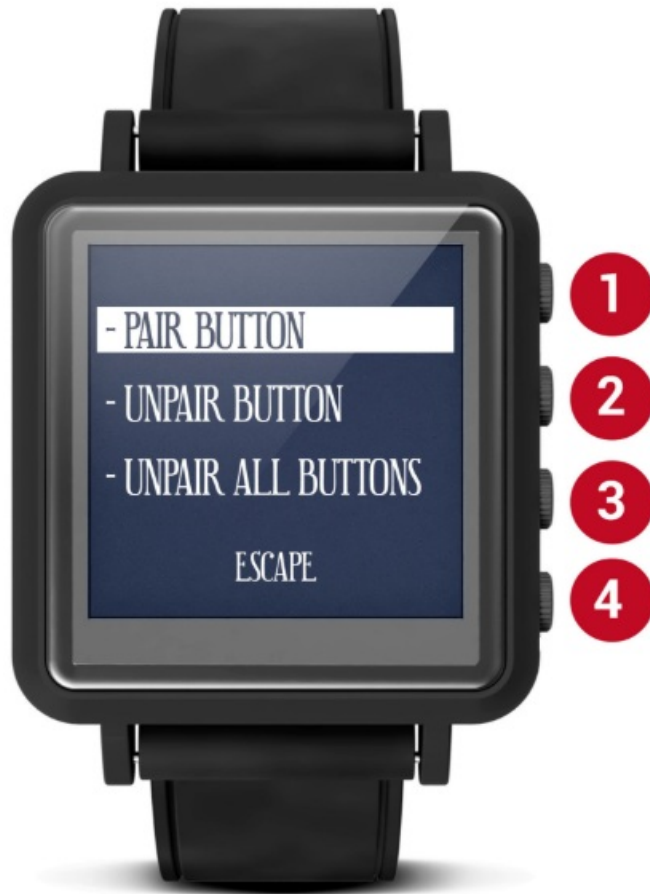 - PAIR BUTTON
- UNPAIR BUTTON
- UNPAIR ALL BUTTONS
ESCAPE
1
2
3
4